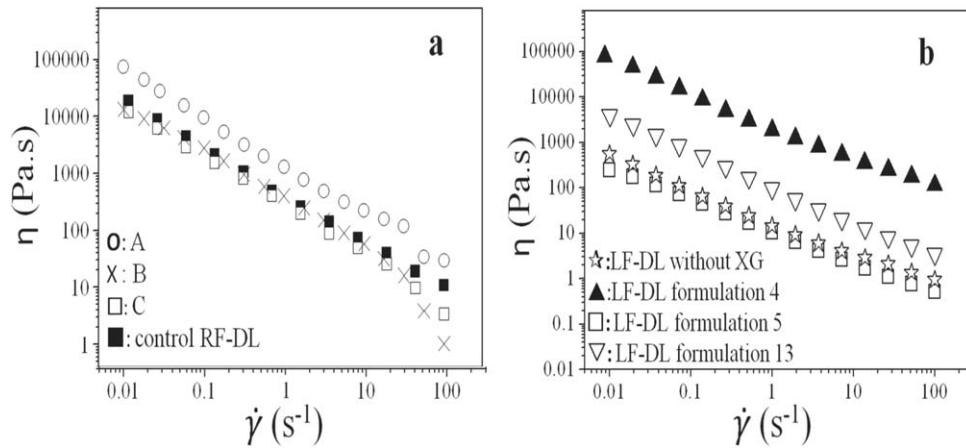 a
η (Pa.s)
100000
10000
1000
100
10
1
O: A
X: B
□: C
■: control RF-DL
0.01 0.1 1 10 100
γ̇ (s⁻¹)
b
η (Pa.s)
100000
10000
1000
100
10
1
0.1
0.01
☆:LF-DL without XG
▲:LF-DL formulation 4
□:LF-DL formulation 5
▽:LF-DL formulation 13
0.01 0.1 1 10 100
γ̇ (s⁻¹)